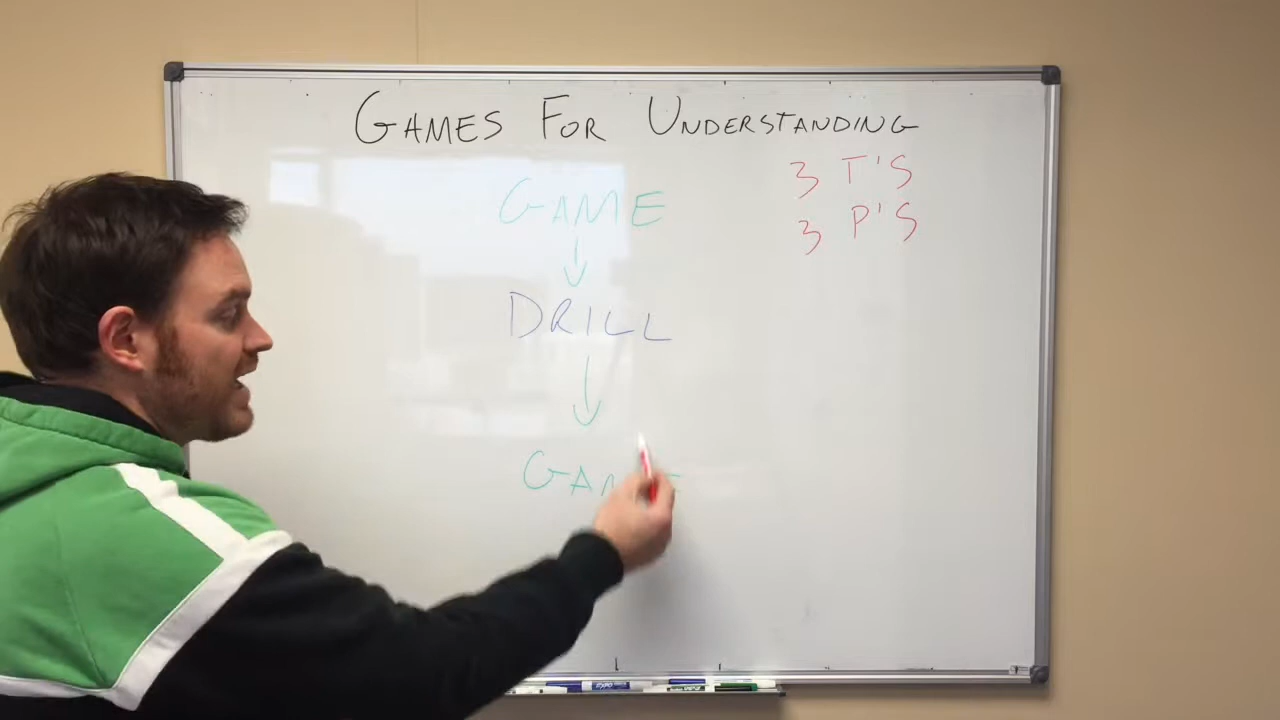 GAMES FOR UNDERSTANDING
3 T'S
3 P'S
GAME
DRILL